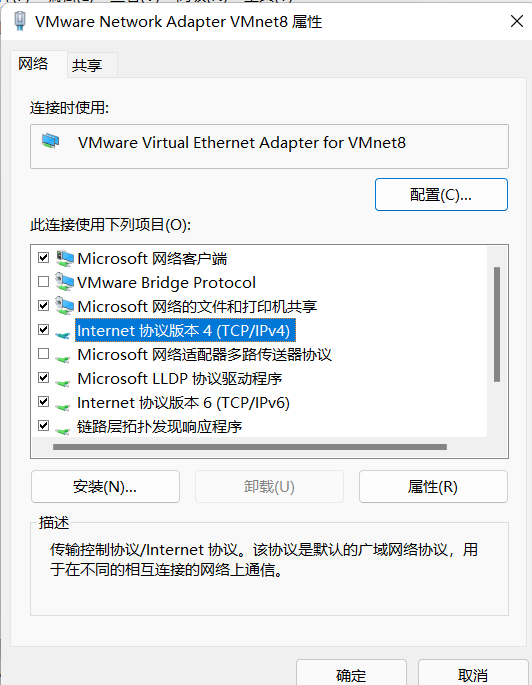 VMware Network Adapter VMnet8 属性
网络
共享
连接时使用:
VMware Virtual Ethernet Adapter for VMnet8
配置(C)...
此连接使用下列项目(O):
Microsoft 网络客户端
VMware Bridge Protocol
Microsoft 网络的文件和打印机共享
Internet 协议版本 4 (TCP/IPv4)
Microsoft 网络适配器多路传送器协议
Microsoft LLDP 协议驱动程序
Internet 协议版本 6 (TCP/IPv6)
链路层拓扑发现响应程序
安装(N)...
卸载(U)
属性(R)
描述
传输控制协议/Internet 协议。该协议是默认的广域网络协议，用
于在不同的相互连接的网络上通信。
确定
取消